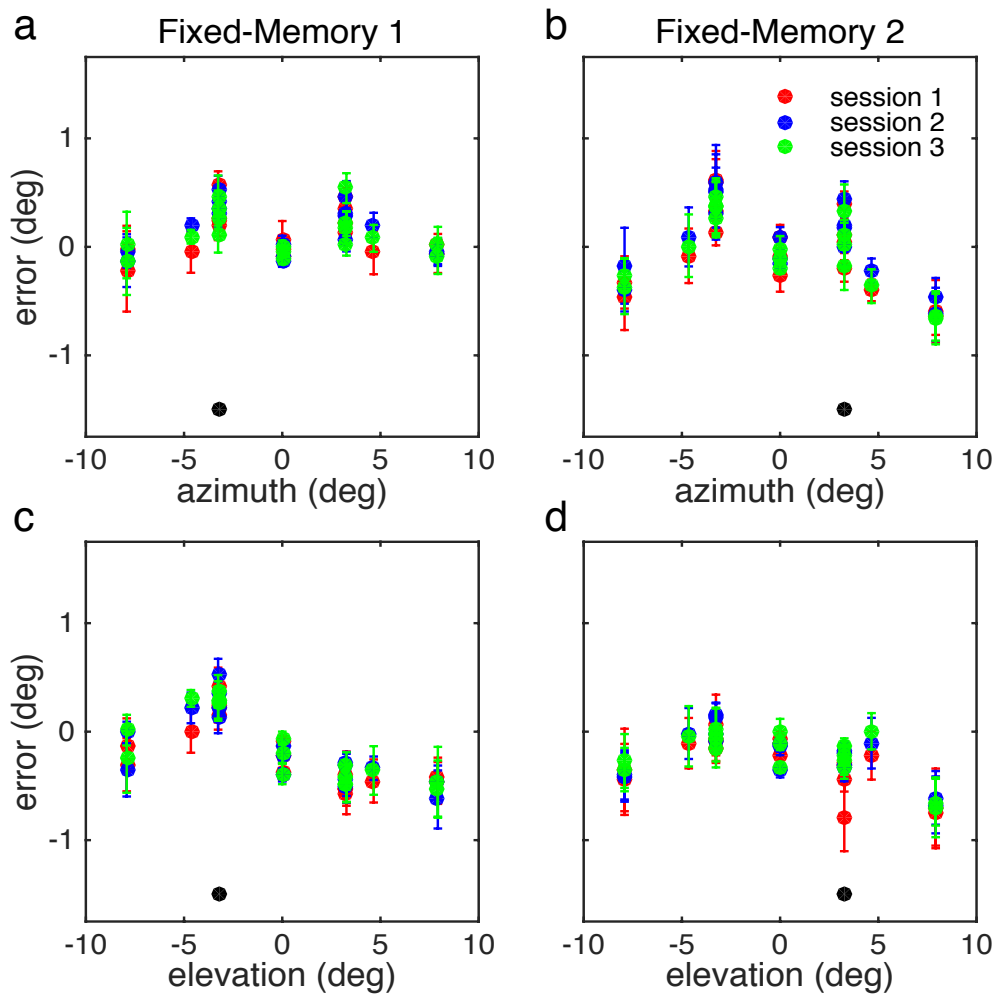 a
Fixed-Memory 1
b
Fixed-Memory 2
session 1
session 2
session 3
1
0
-1
error (deg)
-10
-5
0
5
10
azimuth (deg)
-10
-5
0
5
10
azimuth (deg)
c
d
1
0
-1
error (deg)
-10
-5
0
5
10
elevation (deg)
-10
-5
0
5
10
elevation (deg)